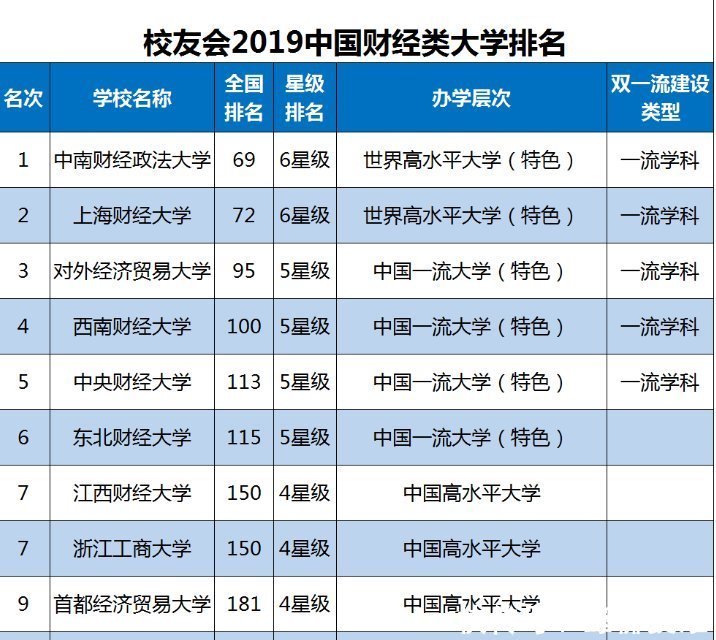 校友会2019中国财经类大学排名
名次 学校名称 全国排名 星级排名 办学层次 双一流建设类型
1 中南财经政法大学 69 6星级 世界高水平大学（特色） 一流学科
2 上海财经大学 72 6星级 世界高水平大学（特色） 一流学科
3 对外经济贸易大学 95 5星级 中国一流大学（特色） 一流学科
4 西南财经大学 100 5星级 中国一流大学（特色） 一流学科
5 中央财经大学 113 5星级 中国一流大学（特色） 一流学科
6 东北财经大学 115 5星级 中国一流大学（特色）
7 江西财经大学 150 4星级 中国高水平大学
7 浙江工商大学 150 4星级 中国高水平大学
9 首都经济贸易大学 181 4星级 中国高水平大学